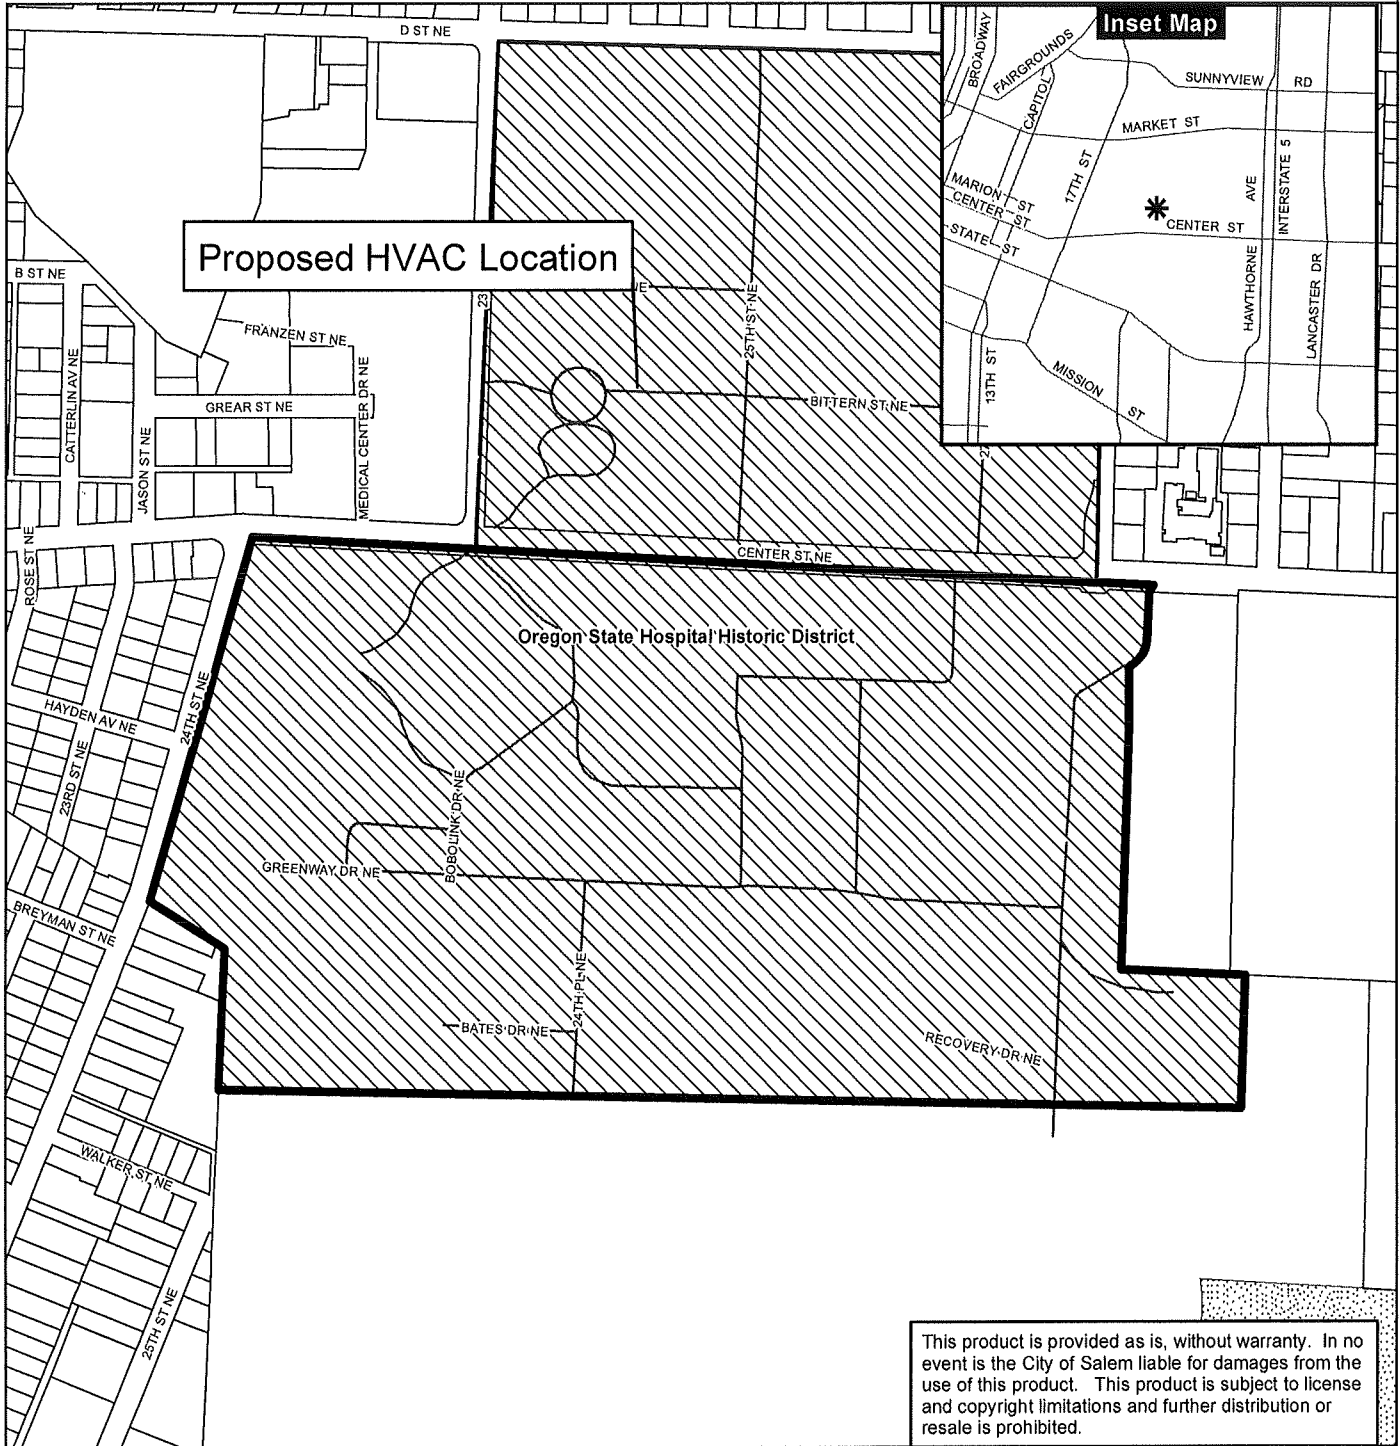 D ST NE
Inset Map
BROADWAY
FAIRGROUNDS
CAPITOL
SUNNYVIEW RD
MARKET ST
17TH ST
MARION ST
CENTER ST
STATE ST
AVE
HAWTHORNE
INTERSTATE 5
CENTER ST
LANCASTER DR
13TH ST
MISSION ST
Proposed HVAC Location
B ST NE
23
NE
25TH ST NE
FRANZEN ST NE
CATTERLIN AV NE
GREAR ST NE
MEDICAL CENTER DR NE
JASON ST NE
BITTERN ST NE
27
CENTER ST NE
ROSE ST NE
Oregon State Hospital Historic District
HAYDEN AV NE
24TH ST NE
23RD ST NE
BOBOLINK DR NE
GREENWAY DR NE
BREYMAN ST NE
24TH PL NE
BATES DR NE
RECOVERY DR NE
WALKER ST NE
25TH ST NE
This product is provided as is, without warranty. In no
event is the City of Salem liable for damages from the
use of this product. This product is subject to license
and copyright limitations and further distribution or
resale is prohibited.